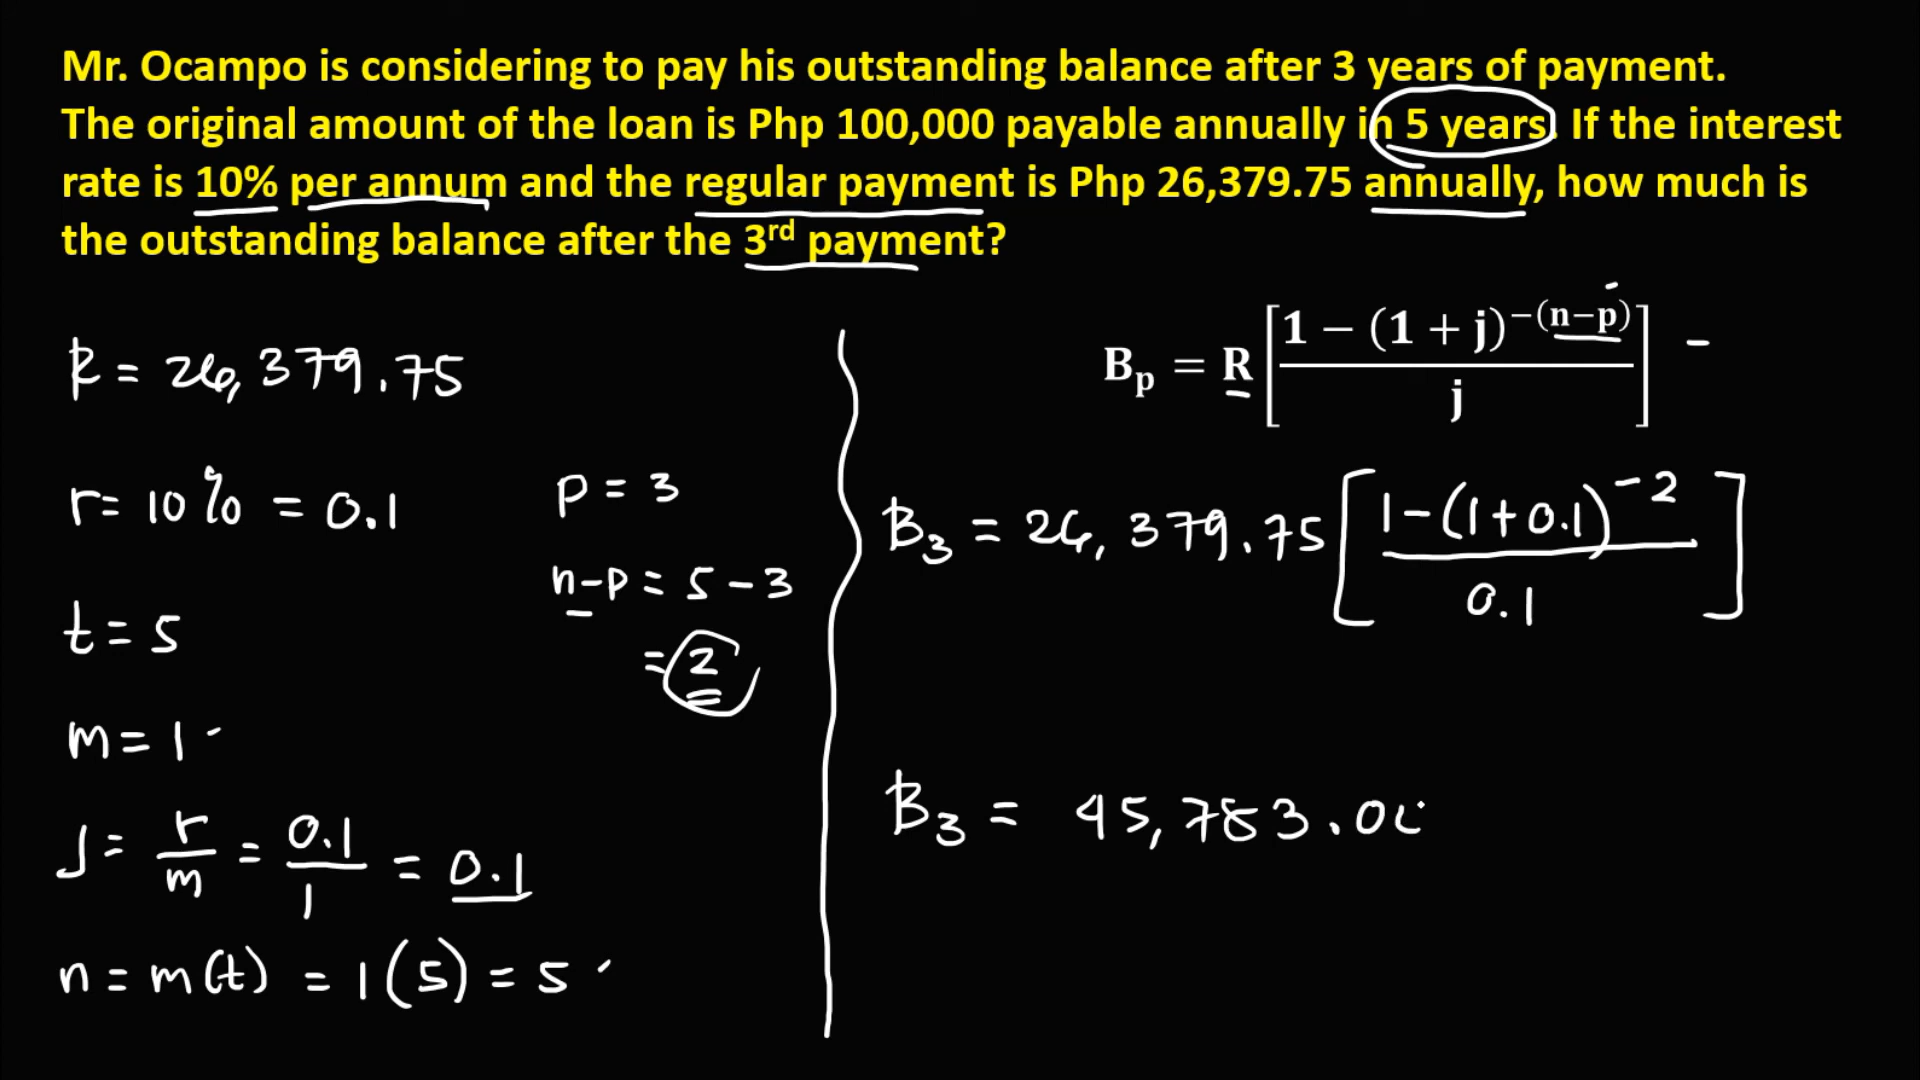 Mr. Ocampo is considering to pay his outstanding balance after 3 years of payment.
The original amount of the loan is Php 100,000 payable annually in 5 years. If the interest
rate is 10% per annum and the regular payment is Php 26,379.75 annually, how much is
the outstanding balance after the 3rd payment?
R = 26,379.75
r = 10% = 0.1
t = 5
m = 1
J = r/m = 0.1/1 = 0.1
n = m(t) = 1(5) = 5
p = 3
n-p = 5-3
= 2
Bp = R[1 − (1 + j)^−(n−p) / j]
B3 = 26,379.75[1-(1+0.1)^-2 / 0.1]
B3 = 45,783.0